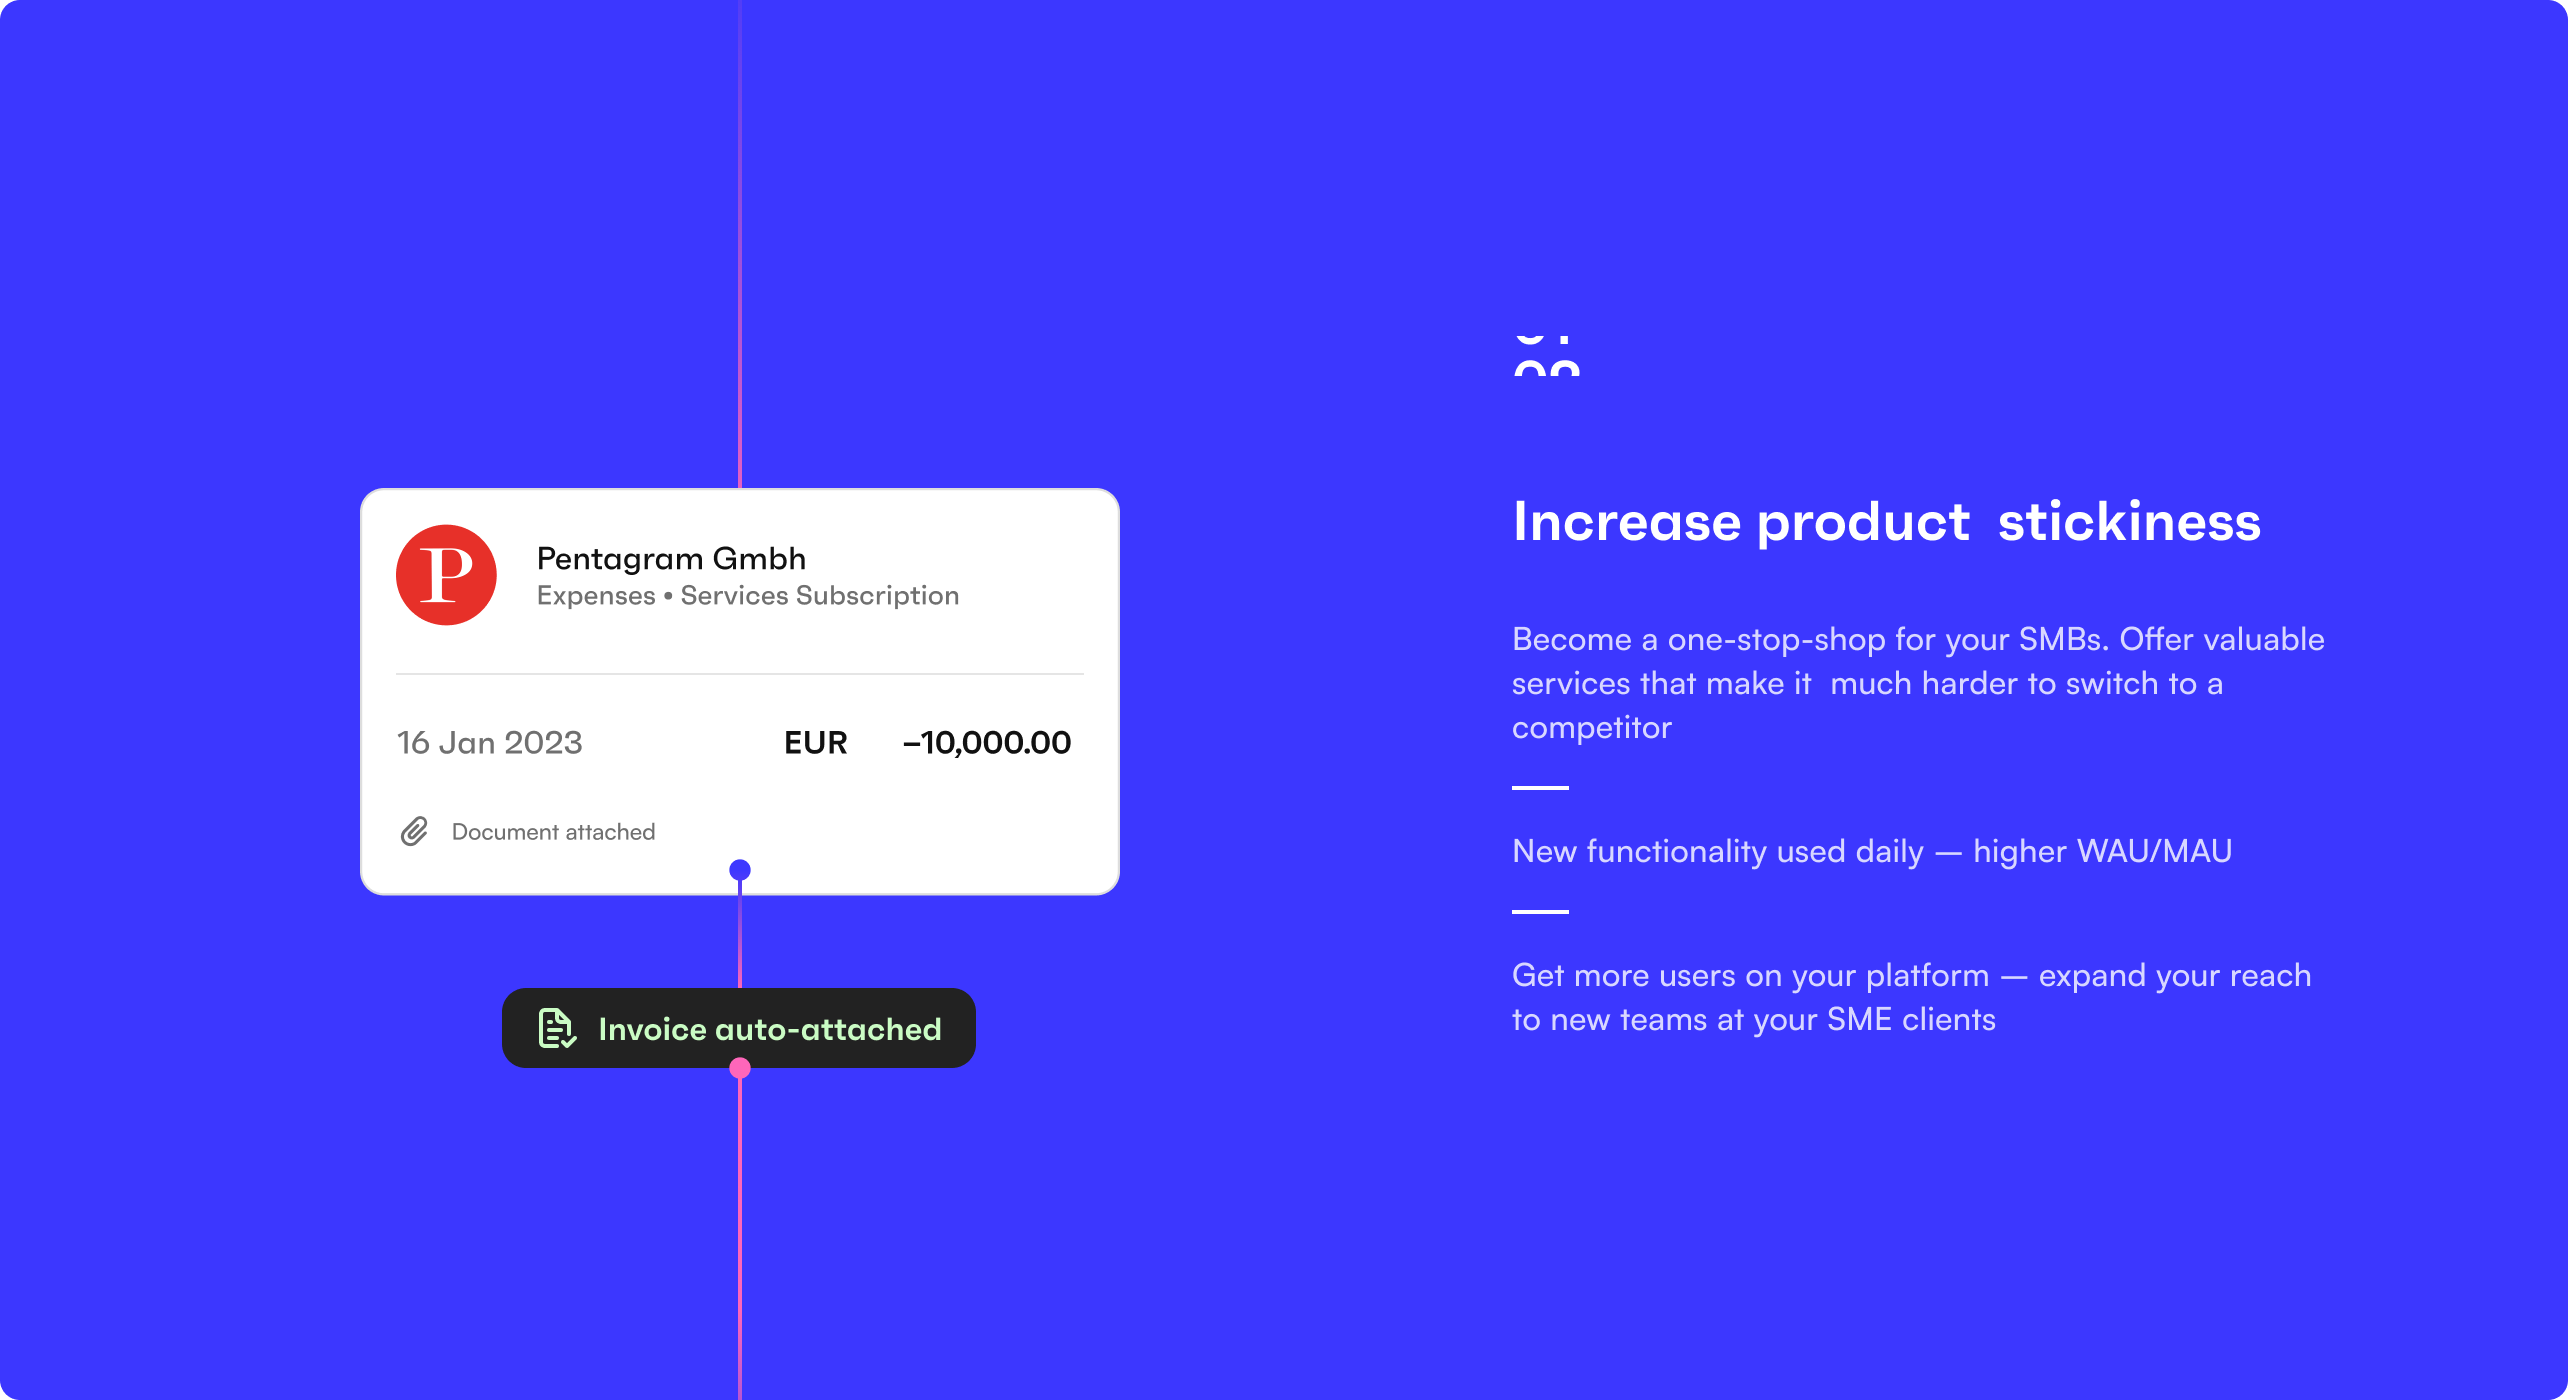 P
Pentagram Gmbh
Expenses • Services Subscription
16 Jan 2023 EUR –10,000.00
Document attached
Invoice auto-attached
Increase product  stickiness
Become a one-stop-shop for your SMBs. Offer valuable
services that make it  much harder to switch to a
competitor
New functionality used daily — higher WAU/MAU
Get more users on your platform — expand your reach
to new teams at your SME clients